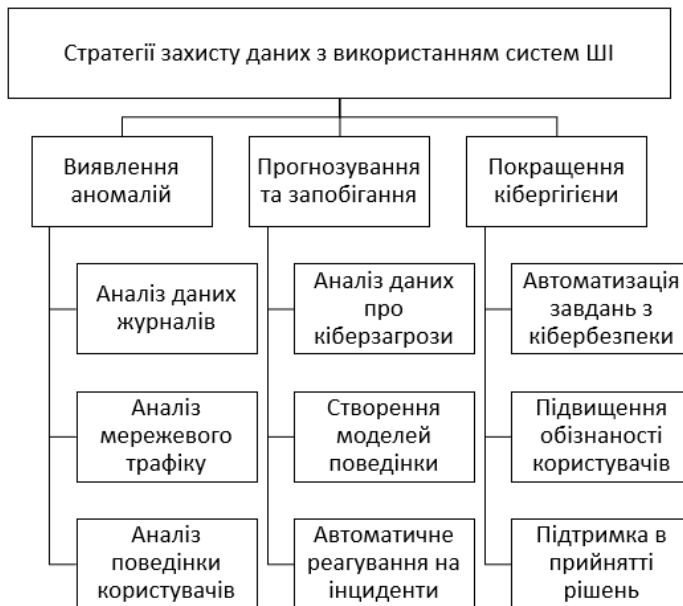 Стратегії захисту даних з використанням систем ШІ
Виявлення
аномалій
Аналіз даних
журналів
Аналіз
мережевого
трафіку
Аналіз
поведінки
користувачів
Прогнозування
та запобігання
Аналіз даних
про
кіберзагрози
Створення
моделей
поведінки
Автоматичне
реагування на
інциденти
Покращення
кібергігієни
Автоматизація
завдань з
кібербезпеки
Підвищення
обізнаності
користувачів
Підтримка в
прийнятті
рішень